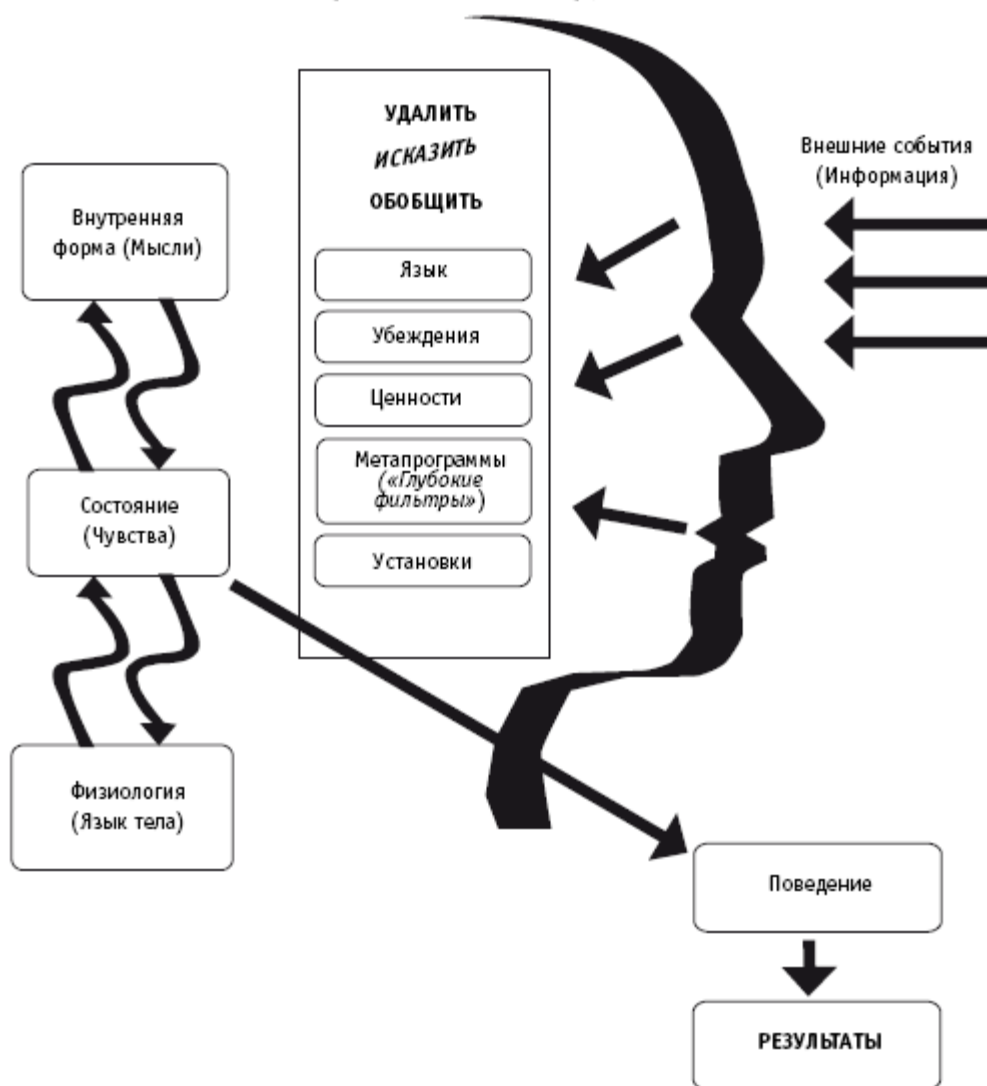 УДАЛИТЬ
ИСКАЗИТЬ
ОБОБЩИТЬ
Язык
Убеждения
Ценности
Метапрограммы
(«Глубокие
фильтры»)
Установки
Внешние события
(Информация)
Внутренняя
форма (Мысли)
Состояние
(Чувства)
Физиология
(Язык тела)
Поведение
РЕЗУЛЬТАТЫ